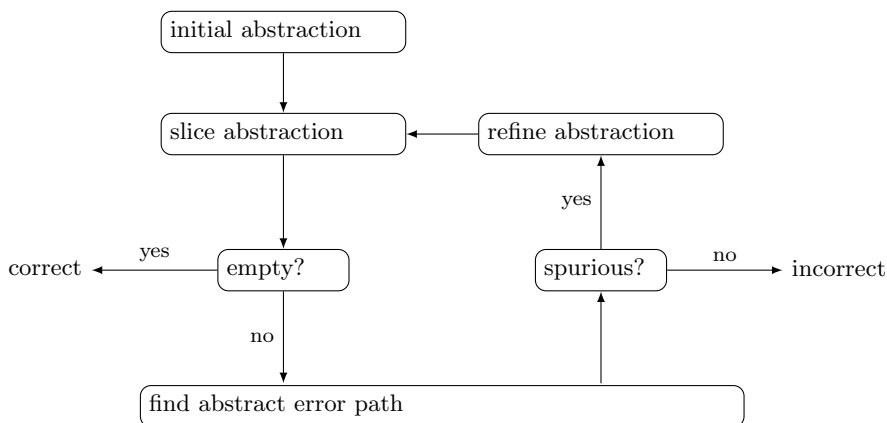 initial abstraction
slice abstraction
refine abstraction
yes
yes
no
correct
empty?
spurious?
incorrect
no
find abstract error path